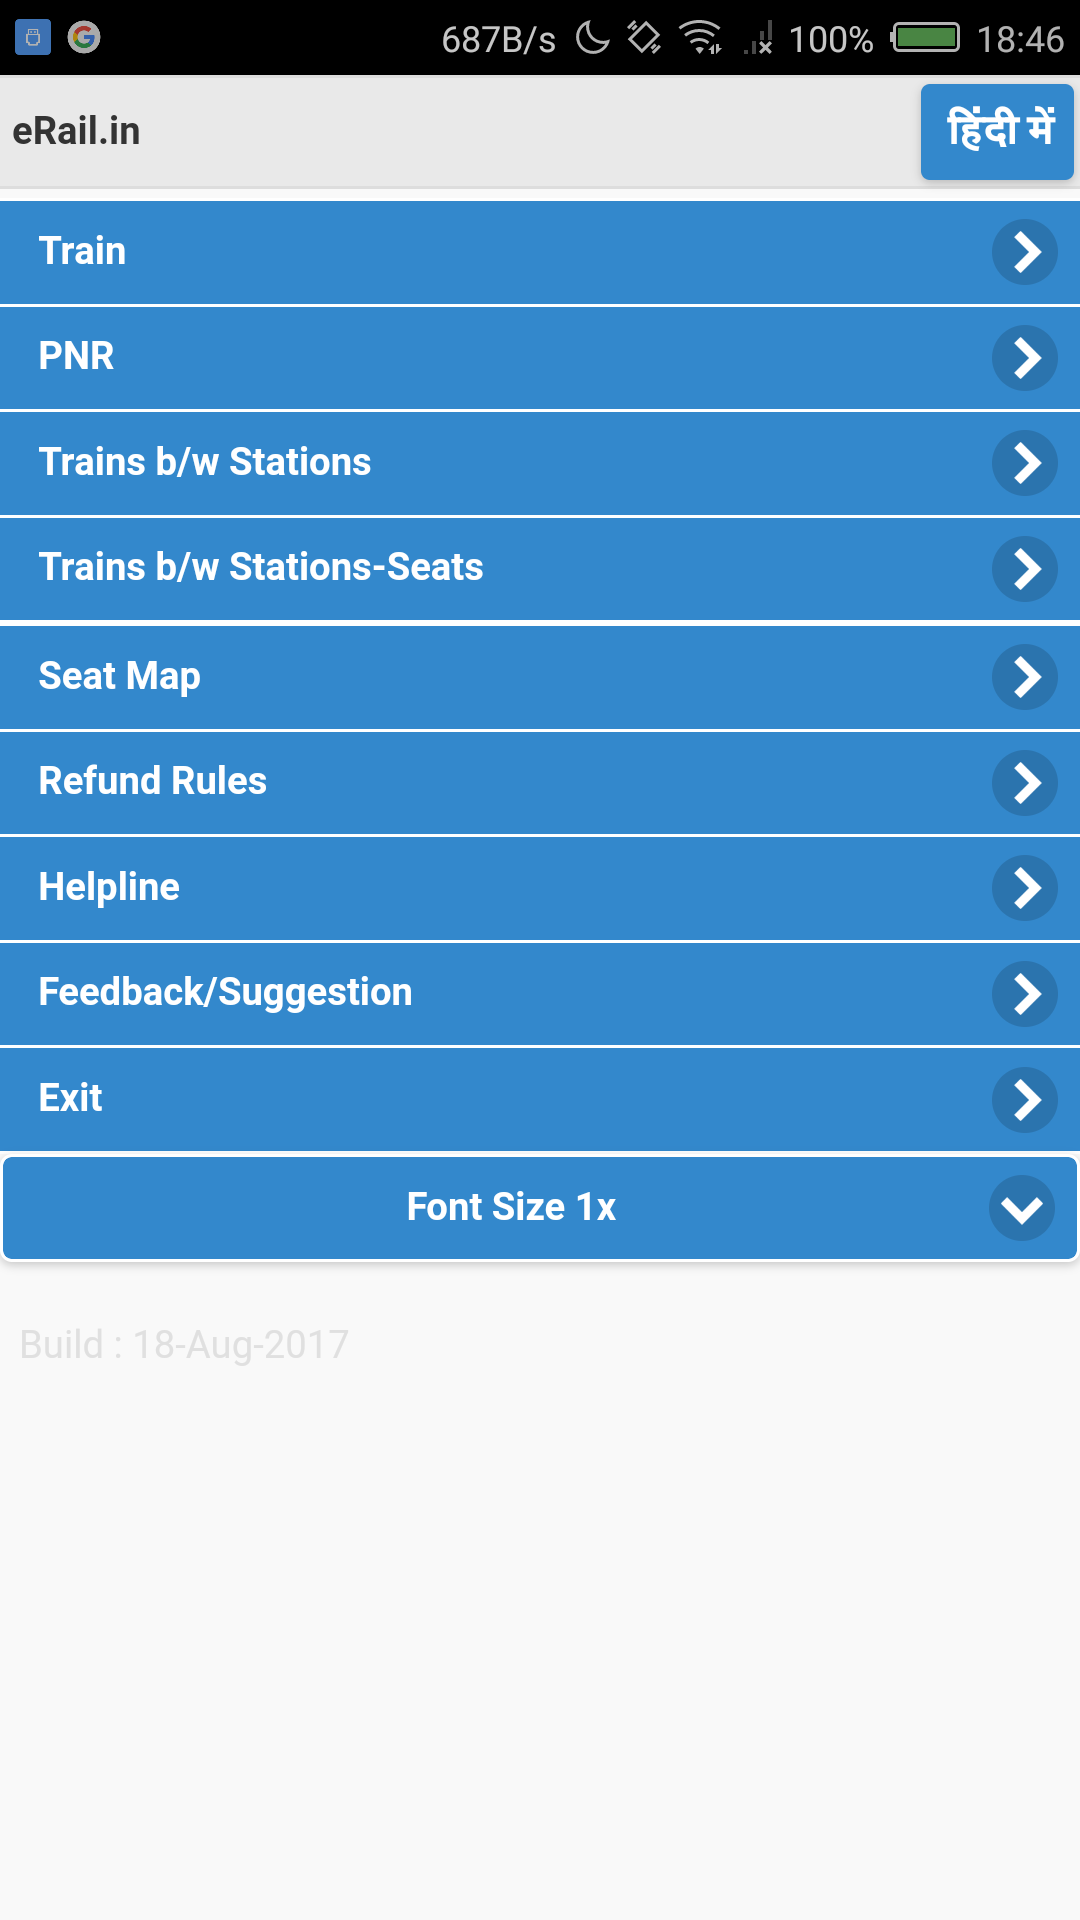 687B/s 100% 18:46
eRail.in हिंदी में
Train
PNR
Trains b/w Stations
Trains b/w Stations-Seats
Seat Map
Refund Rules
Helpline
Feedback/Suggestion
Exit
Font Size 1x
Build : 18-Aug-2017